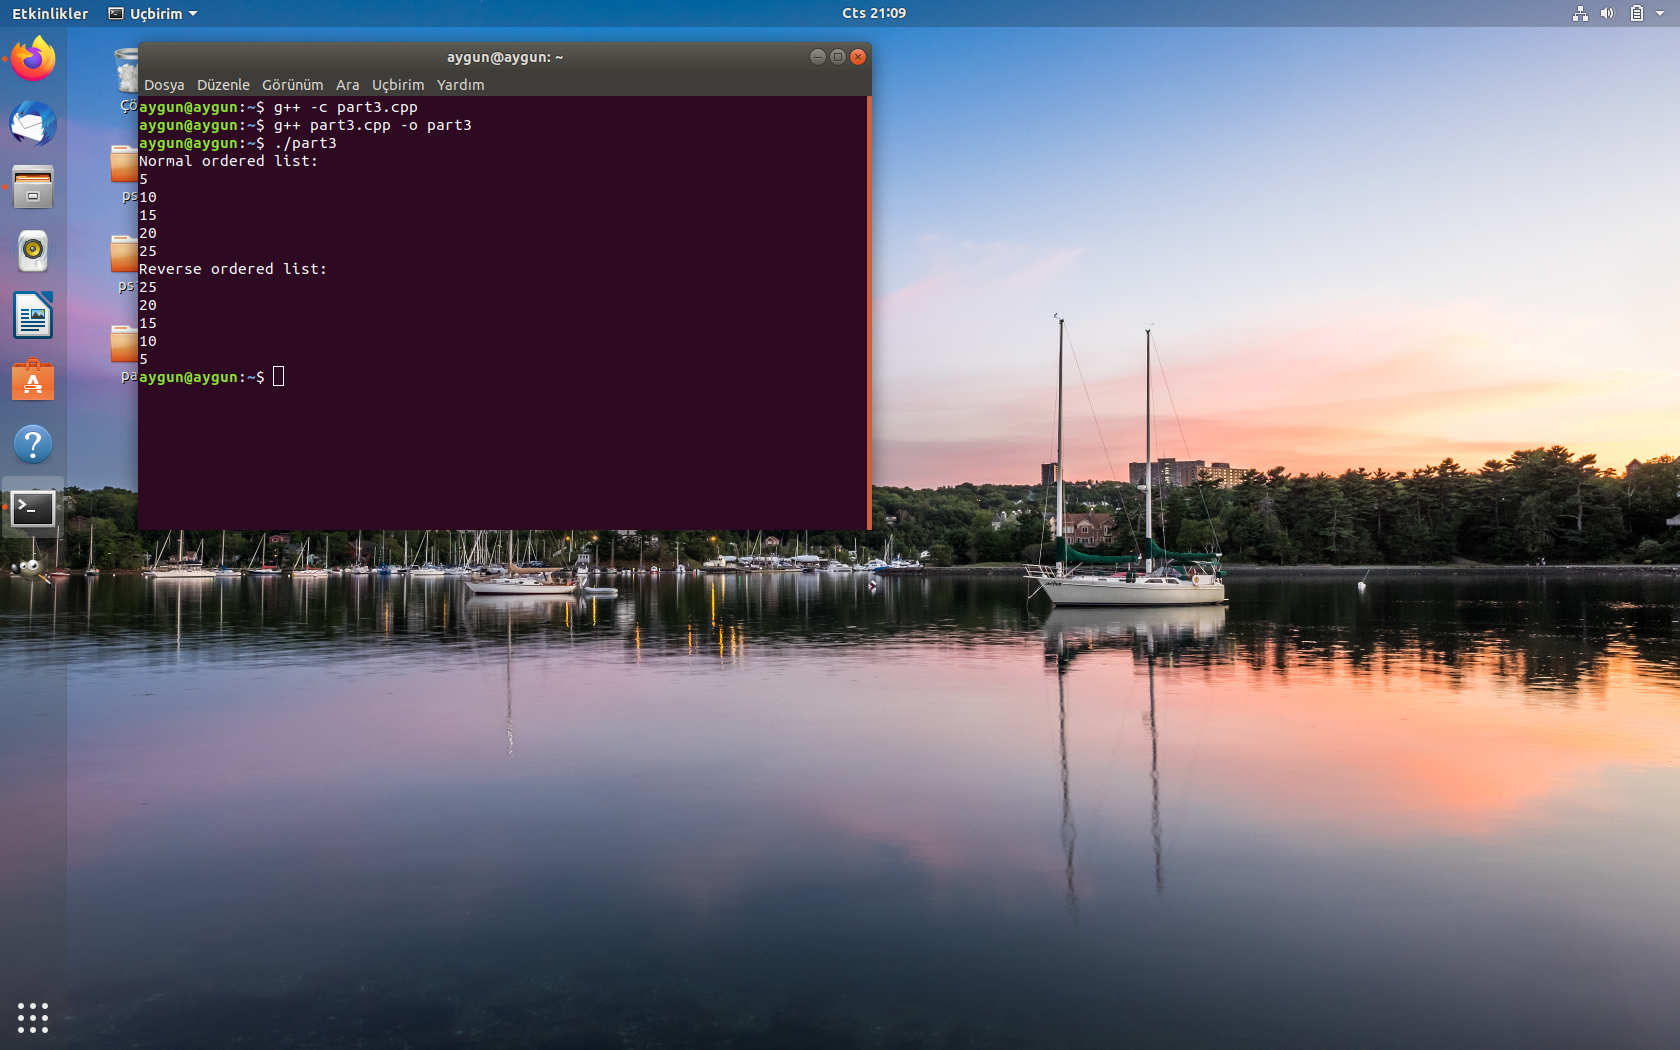 Etkinlikler Uçbirim Cts 21:09
aygun@aygun: ~
Dosya Düzenle Görünüm Ara Uçbirim Yardım
aygun@aygun:~$ g++ -c part3.cpp
aygun@aygun:~$ g++ part3.cpp -o part3
aygun@aygun:~$ ./part3
Normal ordered list:
5
10
15
20
25
Reverse ordered list:
25
20
15
10
5
aygun@aygun:~$
Çö
ps
ps
pa